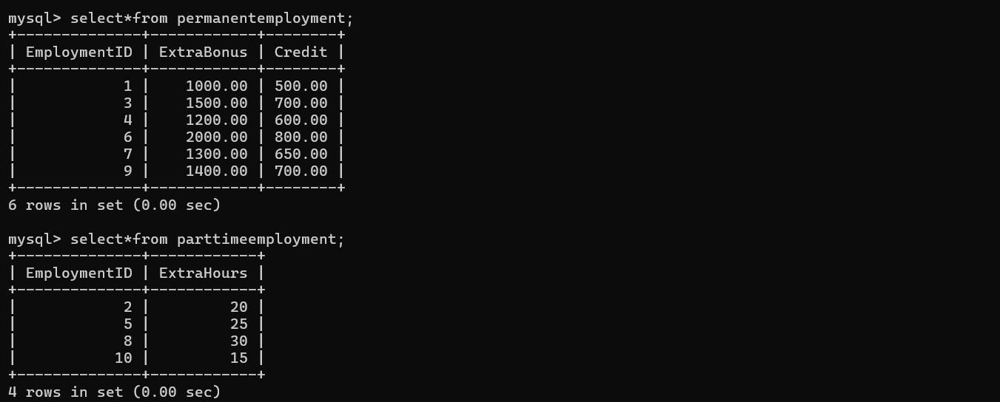 mysql> select*from permanentemployment;
+--------------+------------+--------+
| EmploymentID | ExtraBonus | Credit |
+--------------+------------+--------+
|            1 |    1000.00 | 500.00 |
|            3 |    1500.00 | 700.00 |
|            4 |    1200.00 | 600.00 |
|            6 |    2000.00 | 800.00 |
|            7 |    1300.00 | 650.00 |
|            9 |    1400.00 | 700.00 |
+--------------+------------+--------+
6 rows in set (0.00 sec)

mysql> select*from parttimeemployment;
+--------------+------------+
| EmploymentID | ExtraHours |
+--------------+------------+
|            2 |         20 |
|            5 |         25 |
|            8 |         30 |
|           10 |         15 |
+--------------+------------+
4 rows in set (0.00 sec)